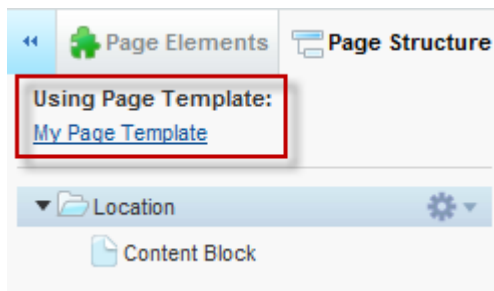 Page Elements Page Structure
Using Page Template:
My Page Template
Location
Content Block